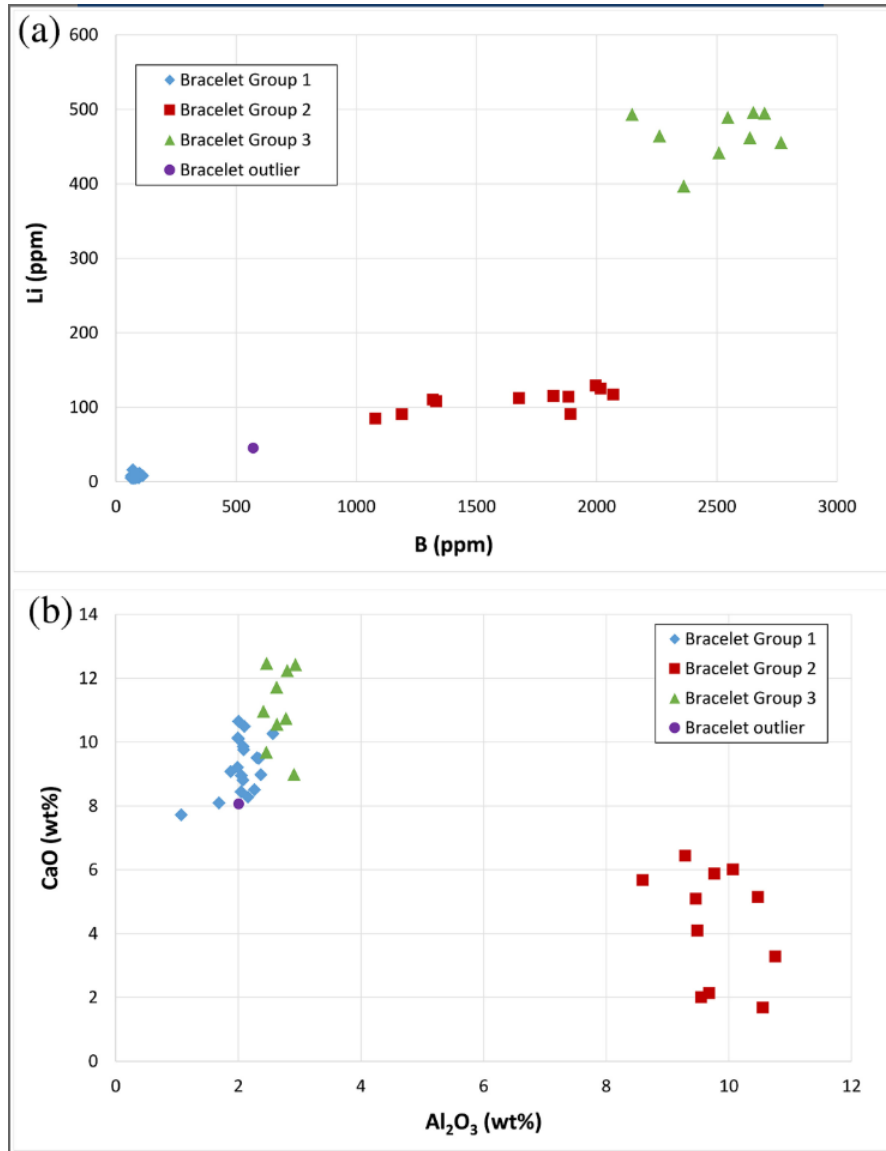 (a)
600
500
400
300
200
100
0
Li (ppm)
Bracelet Group 1
Bracelet Group 2
Bracelet Group 3
Bracelet outlier
0 500 1000 1500 2000 2500 3000
B (ppm)
(b)
14
12
10
8
6
4
2
0
CaO (wt%)
Bracelet Group 1
Bracelet Group 2
Bracelet Group 3
Bracelet outlier
0 2 4 6 8 10 12
Al₂O₃ (wt%)